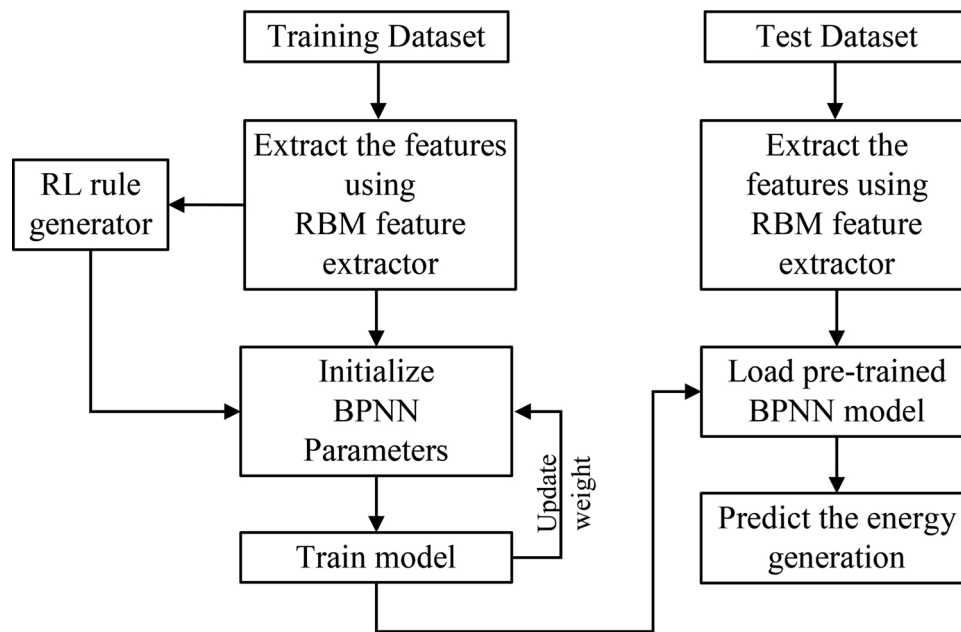 Training Dataset
Extract the features
using
RBM feature
extractor
RL rule
generator
Initialize
BPNN
Parameters
Update
weight
Train model
Test Dataset
Extract the
features using
RBM feature
extractor
Load pre-trained
BPNN model
Predict the energy
generation